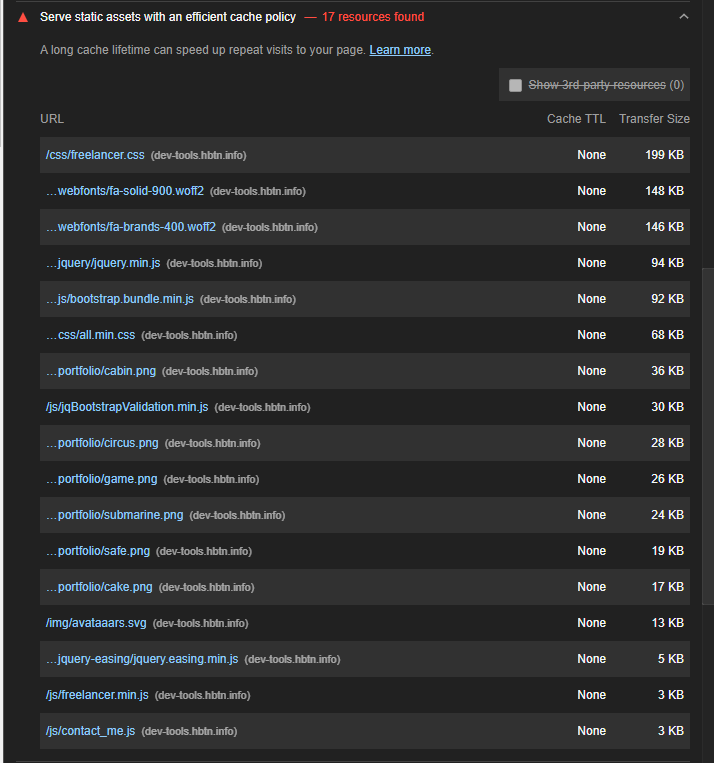 Serve static assets with an efficient cache policy — 17 resources found
A long cache lifetime can speed up repeat visits to your page. Learn more.
Show 3rd-party resources (0)
URL Cache TTL Transfer Size
/css/freelancer.css (dev-tools.hbtn.info) None 199 KB
…webfonts/fa-solid-900.woff2 (dev-tools.hbtn.info) None 148 KB
…webfonts/fa-brands-400.woff2 (dev-tools.hbtn.info) None 146 KB
…jquery/jquery.min.js (dev-tools.hbtn.info) None 94 KB
…js/bootstrap.bundle.min.js (dev-tools.hbtn.info) None 92 KB
…css/all.min.css (dev-tools.hbtn.info) None 68 KB
…portfolio/cabin.png (dev-tools.hbtn.info) None 36 KB
/js/jqBootstrapValidation.min.js (dev-tools.hbtn.info) None 30 KB
…portfolio/circus.png (dev-tools.hbtn.info) None 28 KB
…portfolio/game.png (dev-tools.hbtn.info) None 26 KB
…portfolio/submarine.png (dev-tools.hbtn.info) None 24 KB
…portfolio/safe.png (dev-tools.hbtn.info) None 19 KB
…portfolio/cake.png (dev-tools.hbtn.info) None 17 KB
/img/avataaars.svg (dev-tools.hbtn.info) None 13 KB
…jquery-easing/jquery.easing.min.js (dev-tools.hbtn.info) None 5 KB
/js/freelancer.min.js (dev-tools.hbtn.info) None 3 KB
/js/contact_me.js (dev-tools.hbtn.info) None 3 KB